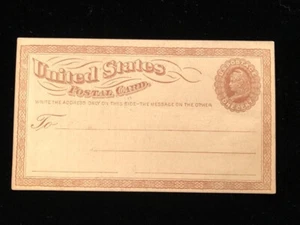 United States
POSTAL CARD.
WRITE THE ADDRESS ONLY ON THIS SIDE - THE MESSAGE ON THE OTHER.
To